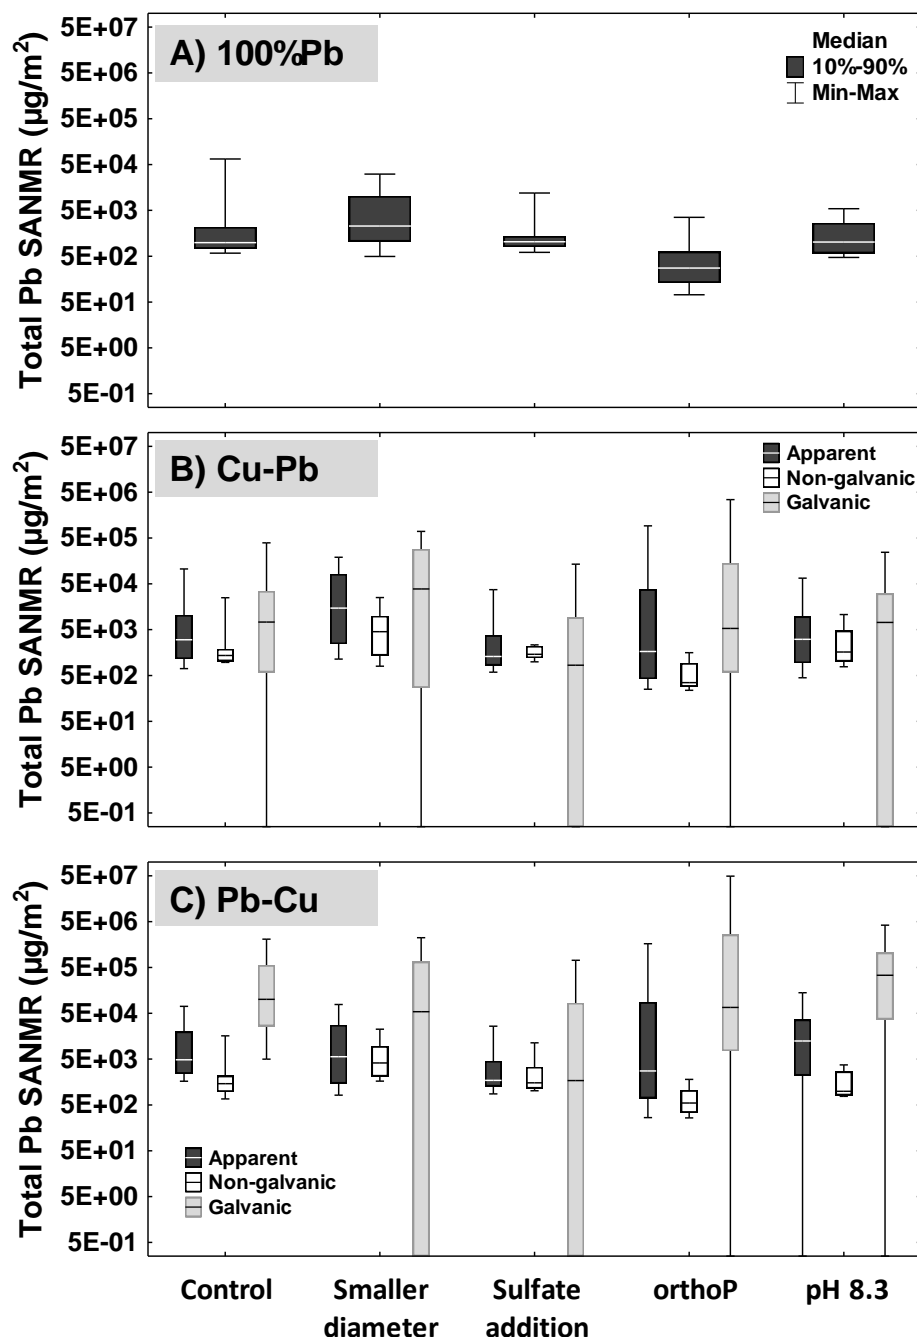 A) 100%Pb
Median
10%-90%
Min-Max
Total Pb SANMR (µg/m²)
5E+07
5E+06
5E+05
5E+04
5E+03
5E+02
5E+01
5E+00
5E-01
B) Cu-Pb
Apparent
Non-galvanic
Galvanic
Total Pb SANMR (µg/m²)
5E+07
5E+06
5E+05
5E+04
5E+03
5E+02
5E+01
5E+00
5E-01
C) Pb-Cu
Total Pb SANMR (µg/m²)
5E+07
5E+06
5E+05
5E+04
5E+03
5E+02
5E+01
5E+00
5E-01
Apparent
Non-galvanic
Galvanic
Control
Smaller
diameter
Sulfate
addition
orthoP
pH 8.3